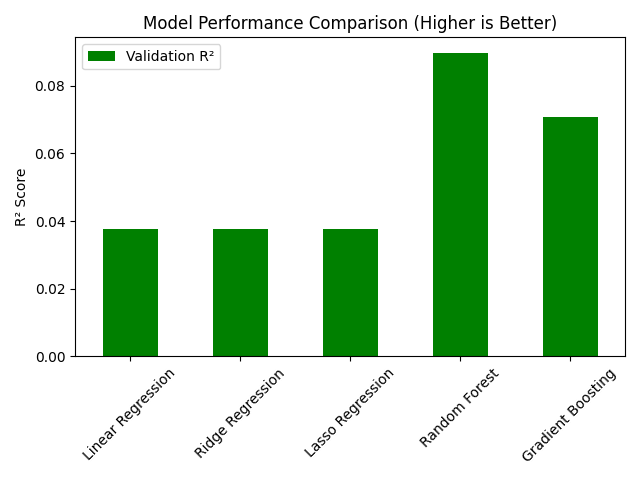 Model Performance Comparison (Higher is Better)
Validation R²
R² Score
0.08
0.06
0.04
0.02
0.00
Linear Regression
Ridge Regression
Lasso Regression
Random Forest
Gradient Boosting